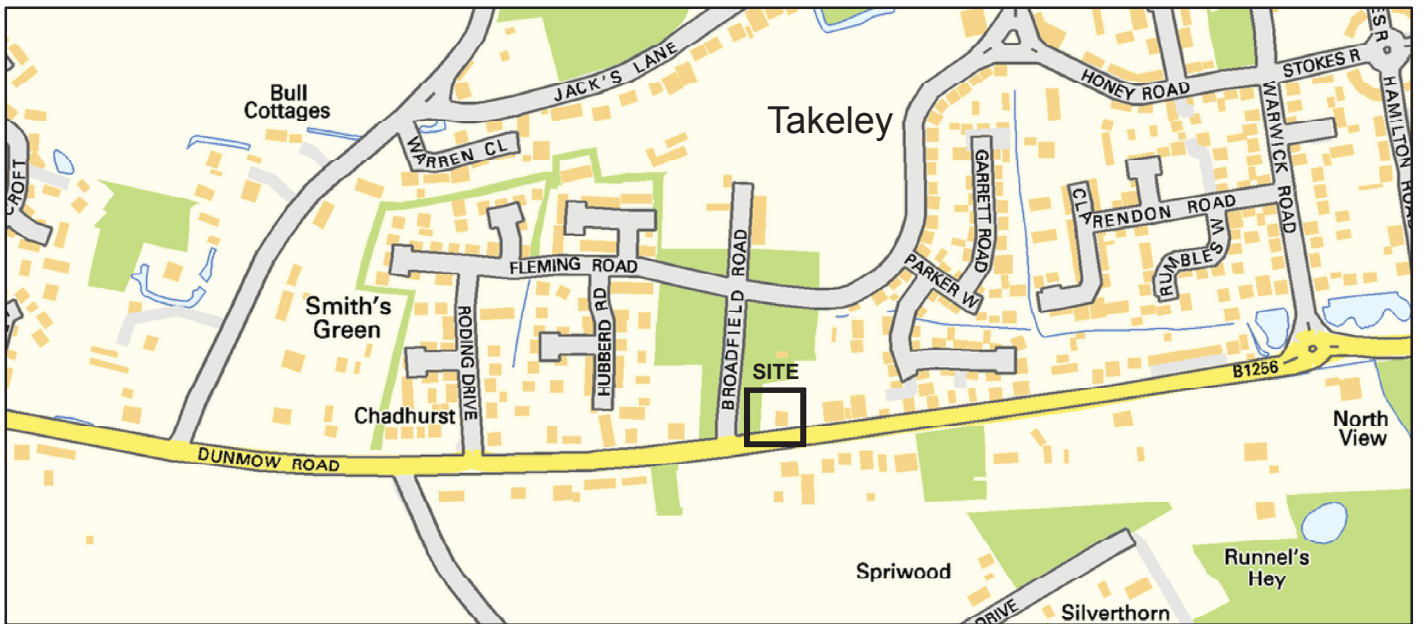 JACK'S LANE
Bull
Cottages
WARREN CL
Takeley
HONEY ROAD
STOKES R
WARWICK ROAD
HAMILTON ROAD
CROFT
GARRETT ROAD
CLARENDON ROAD
RUMBLES W
PARKER W
FLEMING ROAD
BROADFIELD ROAD
Smith's
Green
RODING DRIVE
HUBBERD RD
SITE
Chadhurst
B1256
DUNMOW ROAD
North
View
Spriwood
Runnel's
Hey
DRIVE
Silverthorn